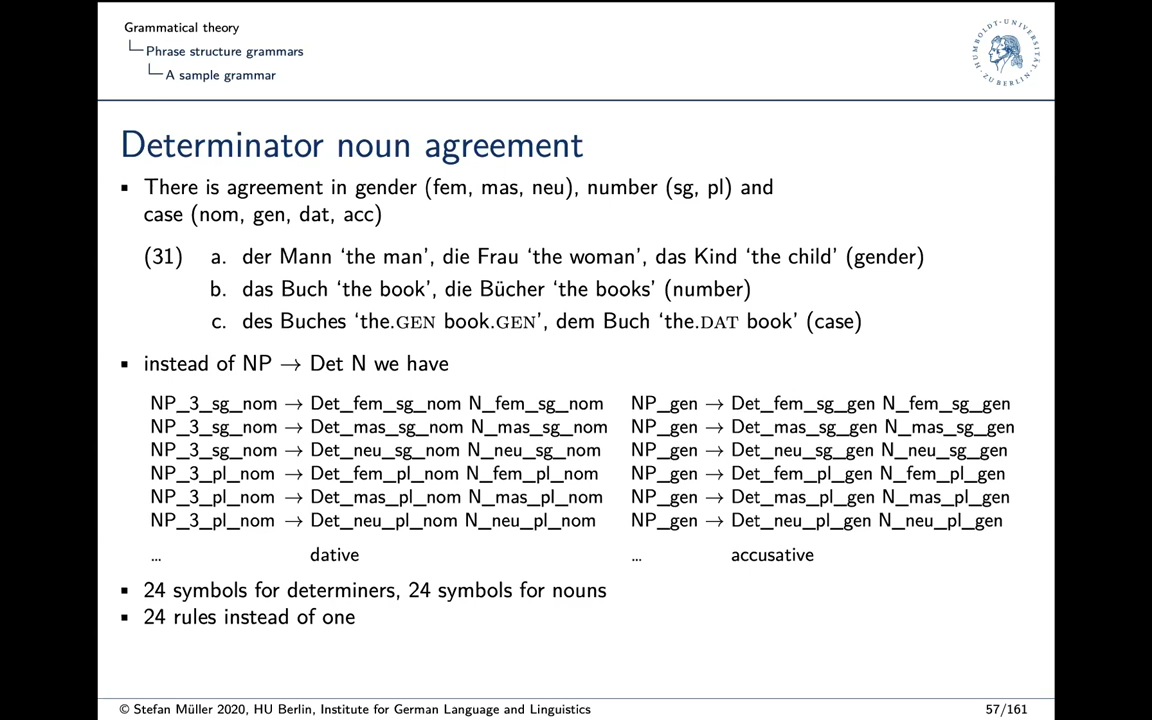 Grammatical theory
Phrase structure grammars
A sample grammar
HUMBOLDT-UNIVERSITÄT ZU BERLIN
Determinator noun agreement
▪ There is agreement in gender (fem, mas, neu), number (sg, pl) and
case (nom, gen, dat, acc)
(31) a. der Mann ‘the man’, die Frau ‘the woman’, das Kind ‘the child’ (gender)
b. das Buch ‘the book’, die Bücher ‘the books’ (number)
c. des Buches ‘the.GEN book.GEN’, dem Buch ‘the.DAT book’ (case)
▪ instead of NP → Det N we have
NP_3_sg_nom → Det_fem_sg_nom N_fem_sg_nom
NP_3_sg_nom → Det_mas_sg_nom N_mas_sg_nom
NP_3_sg_nom → Det_neu_sg_nom N_neu_sg_nom
NP_3_pl_nom → Det_fem_pl_nom N_fem_pl_nom
NP_3_pl_nom → Det_mas_pl_nom N_mas_pl_nom
NP_3_pl_nom → Det_neu_pl_nom N_neu_pl_nom
... dative
NP_gen → Det_fem_sg_gen N_fem_sg_gen
NP_gen → Det_mas_sg_gen N_mas_sg_gen
NP_gen → Det_neu_sg_gen N_neu_sg_gen
NP_gen → Det_fem_pl_gen N_fem_pl_gen
NP_gen → Det_mas_pl_gen N_mas_pl_gen
NP_gen → Det_neu_pl_gen N_neu_pl_gen
... accusative
▪ 24 symbols for determiners, 24 symbols for nouns
▪ 24 rules instead of one
© Stefan Müller 2020, HU Berlin, Institute for German Language and Linguistics
57/161